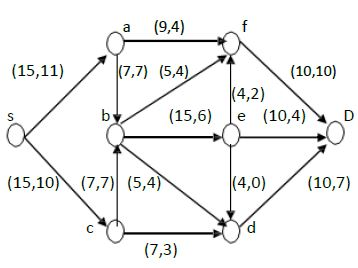 a
(9,4)
f
(15,11)
(7,7)
(5,4)
(10,10)
(4,2)
s
b
(15,6)
e
(10,4)
D
(15,10)
(7,7)
(5,4)
(4,0)
(10,7)
c
d
(7,3)